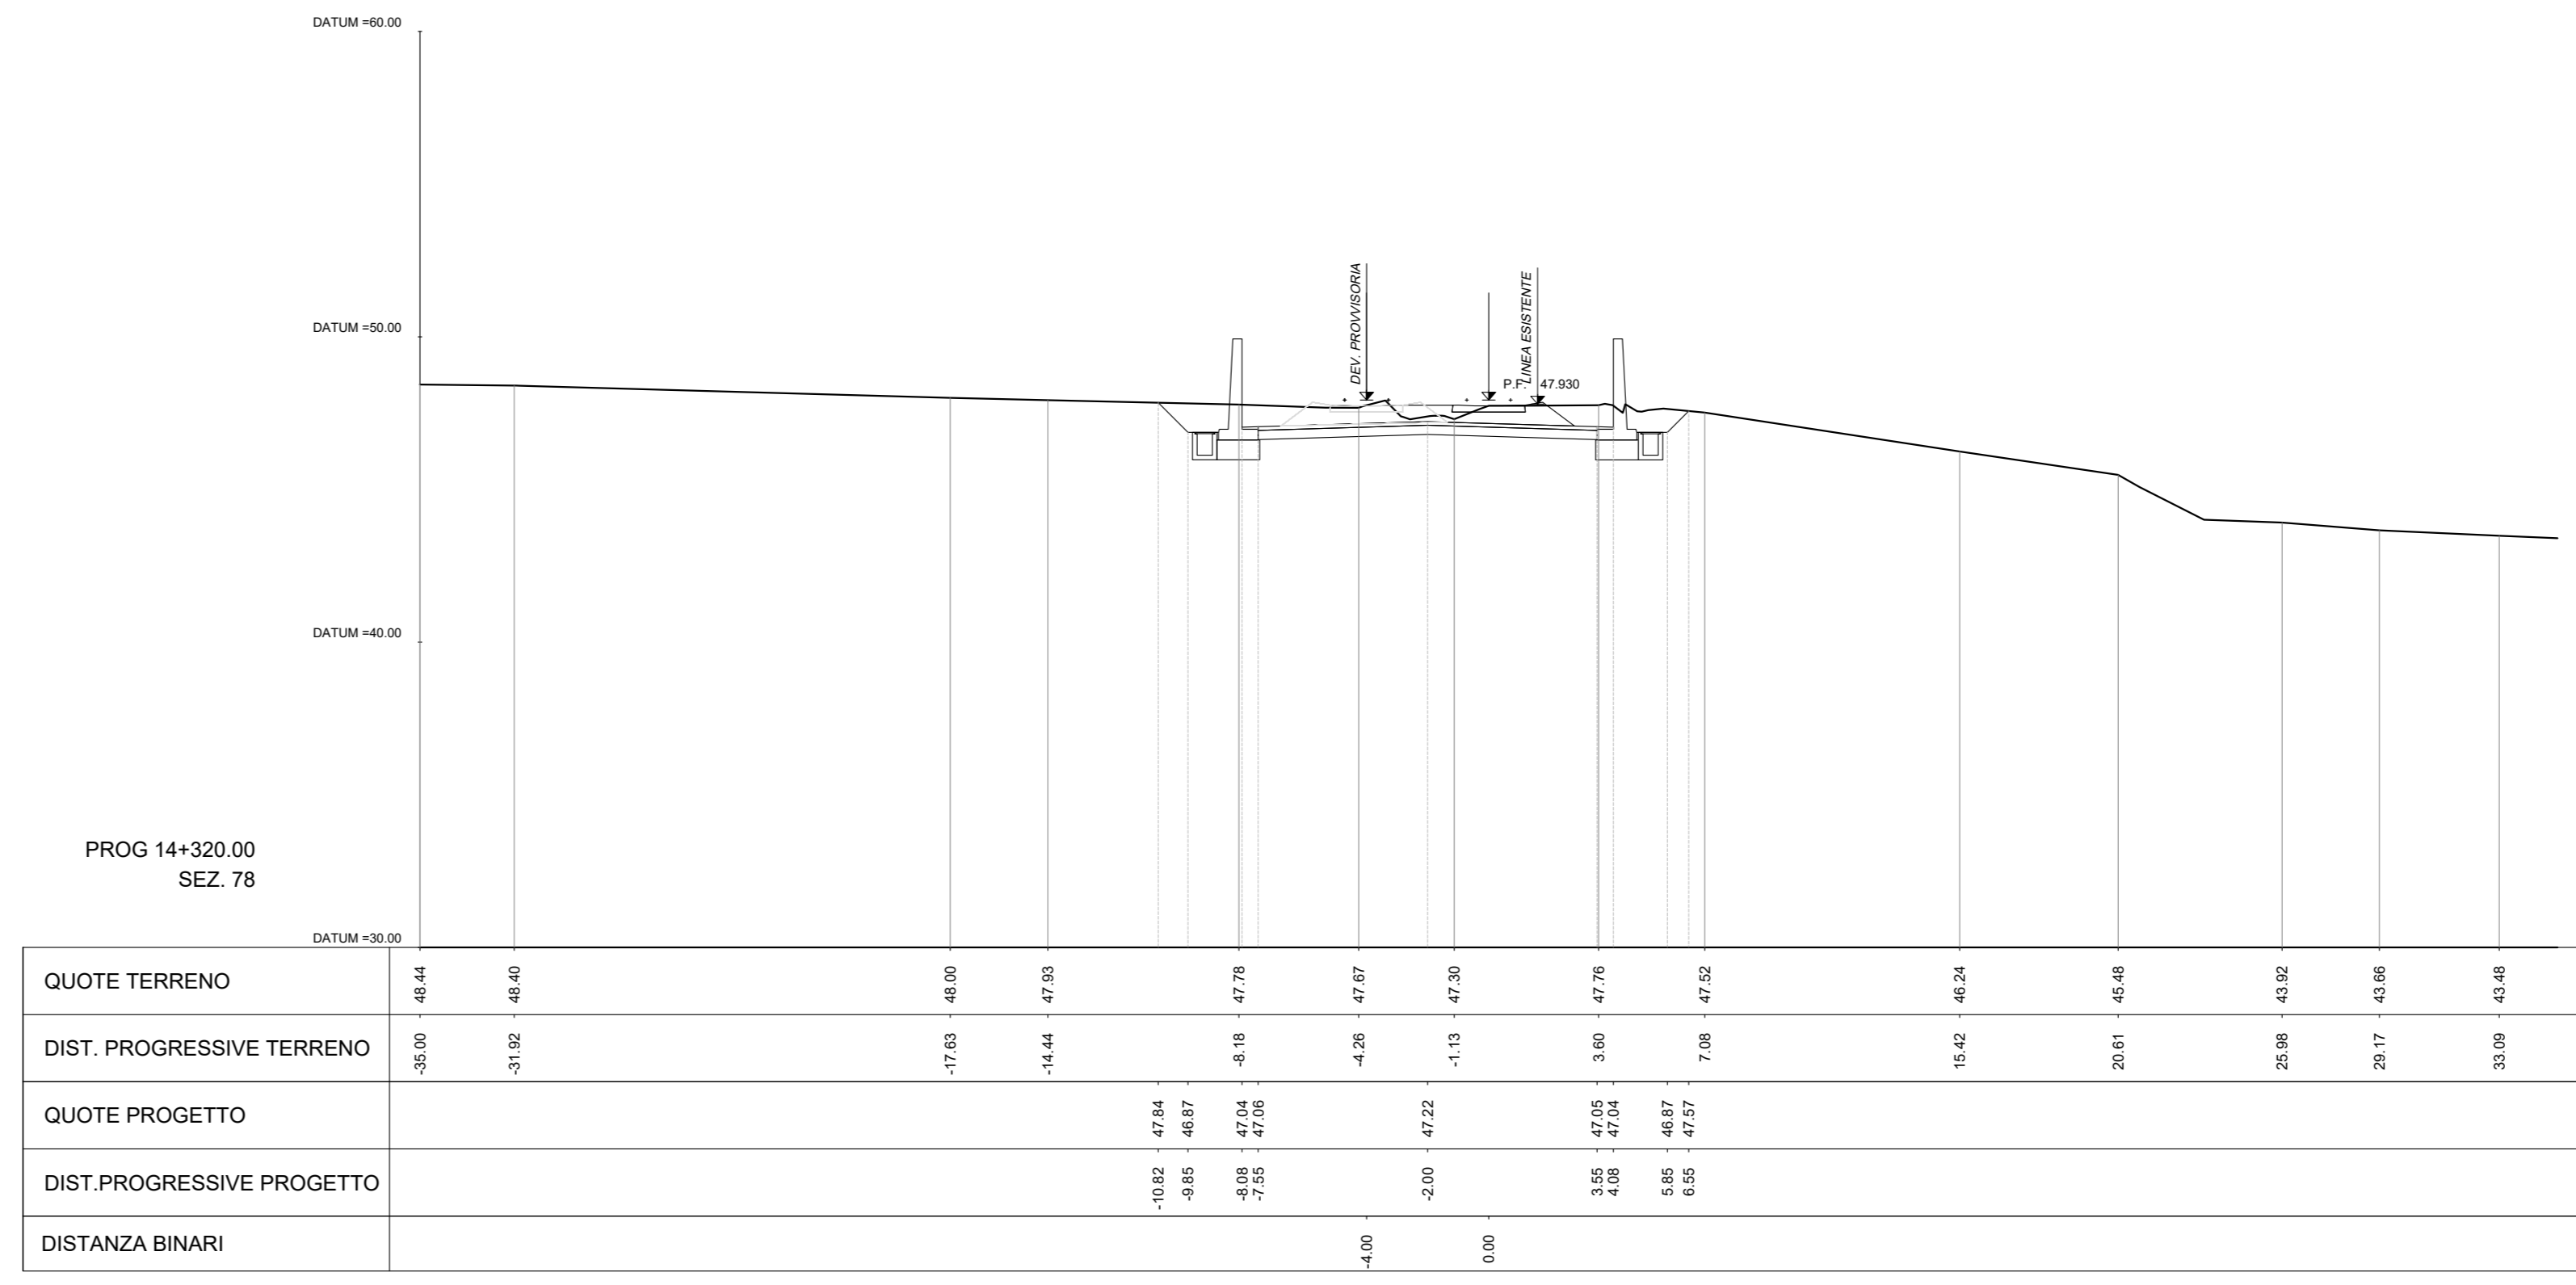 DATUM =60.00
DATUM =50.00
DEV. PROVVISORIA
LINEA ESISTENTE
P.F. 47.930
DATUM =40.00
PROG 14+320.00
SEZ. 78
DATUM =30.00
QUOTE TERRENO 48.44 48.40 48.00 47.93 47.78 47.67 47.30 47.76 47.52 46.24 45.48 43.92 43.66 43.48
DIST. PROGRESSIVE TERRENO -35.00 -31.92 -17.63 -14.44 -8.18 -4.26 -1.13 3.60 7.08 15.42 20.61 25.98 29.17 33.09
QUOTE PROGETTO 47.84 46.87 47.04 47.06 47.22 47.05 47.04 46.87 47.57
DIST.PROGRESSIVE PROGETTO -10.82 -9.85 -8.08 -7.55 -2.00 3.55 4.08 5.85 6.55
DISTANZA BINARI -4.00 0.00